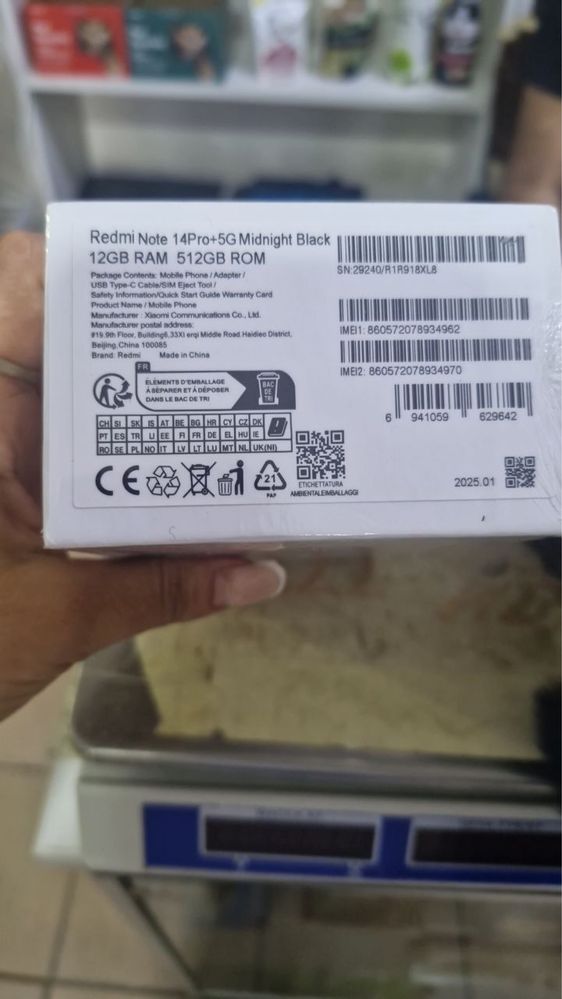 Redmi Note 14Pro+5G Midnight Black
12GB RAM 512GB ROM
Package Contents: Mobile Phone / Adapter /
USB Type-C Cable/SIM Eject Tool /
Safety Information/Quick Start Guide Warranty Card
Product Name / Mobile Phone
Manufacturer : Xiaomi Communications Co., Ltd.
Manufacturer postal address:
#19.9th Floor, Building6.33Xi erqi Middle Road. Haidiec District,
Beijing,China 100085
Brand: Redmi Made in China
SN:29240/R1R918XL8
IMEI1: 860572078934962
IMEI2: 860572078934970
6 941059 629642
FR
ÉLÉMENTS D'EMBALLAGE
À SÉPARER ET À DÉPOSER
DANS LE BAC DE TRI
BAC
DE
TRI
CH SI SK IS AT BE BG HR CY CZ DK
PT ES TR LI EE FI FR DE EL HU IE
RO SE PL NO IT LV LT LU MT NL UK(NI)
CE
21
PAP
ETICHETTATURA
AMBIENTALEIMBALLAGGI
2025.01